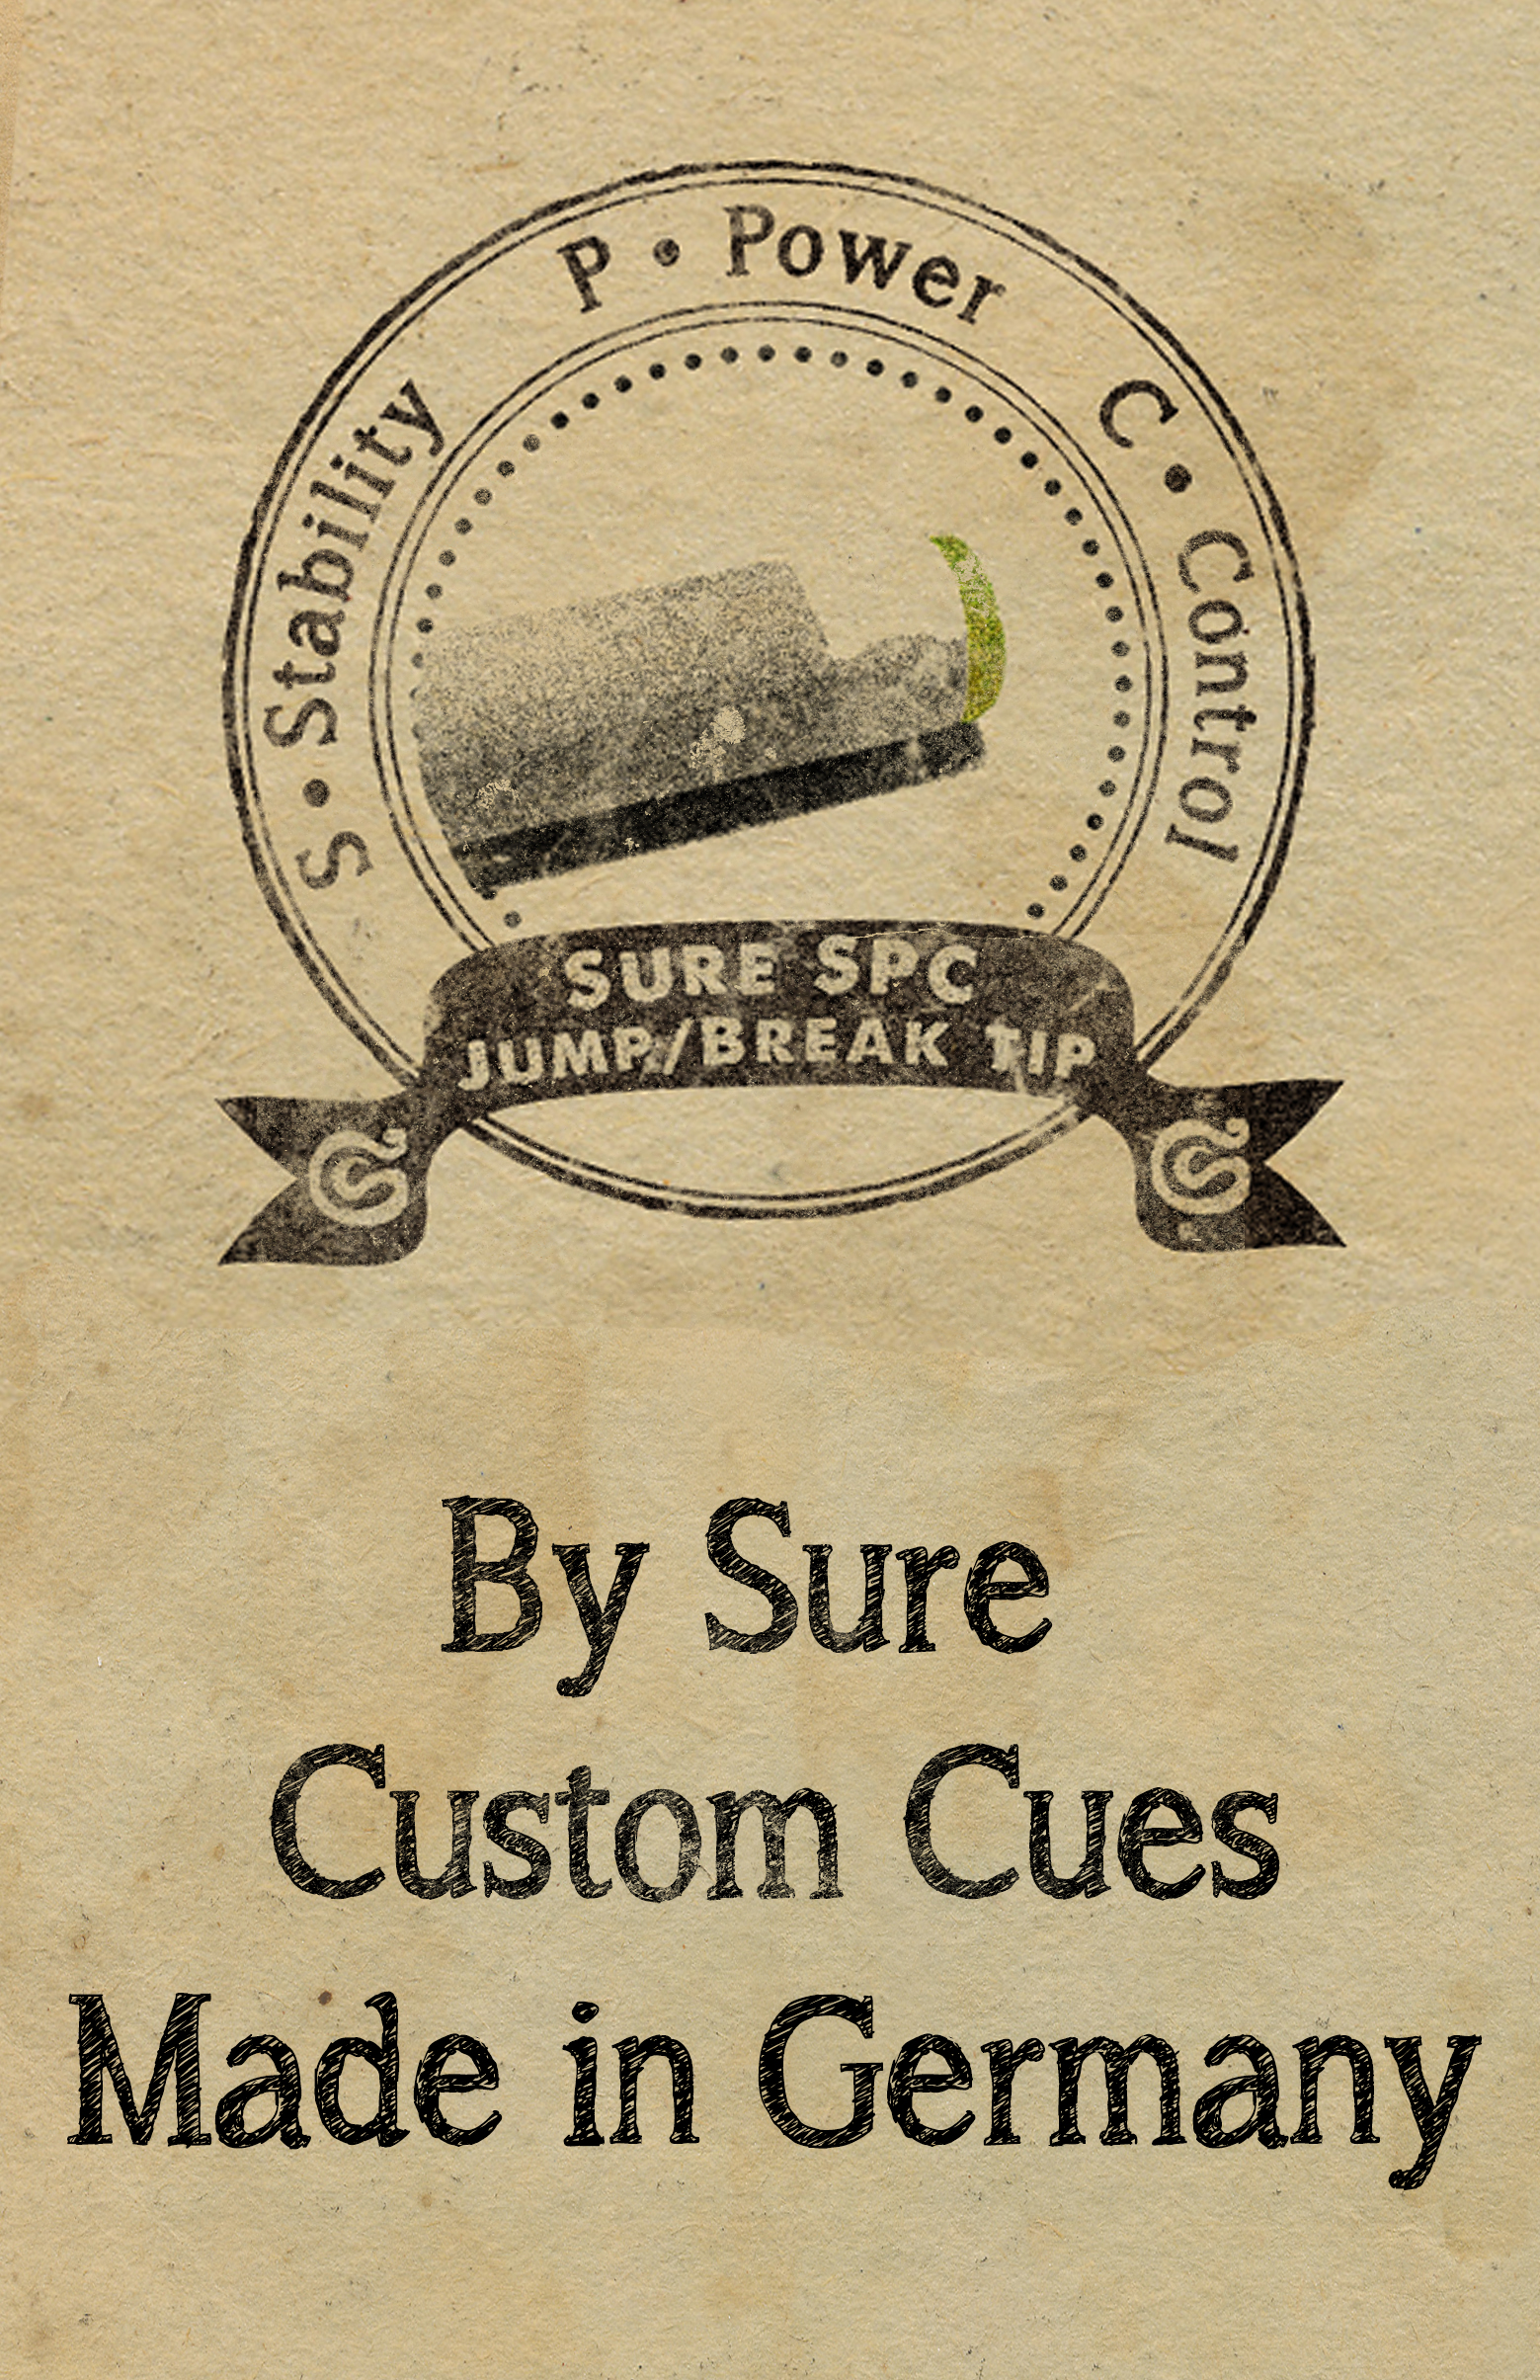 S • Stability
P • Power
C • Control
SURE SPC
JUMP/BREAK TIP
By Sure
Custom Cues
Made in Germany